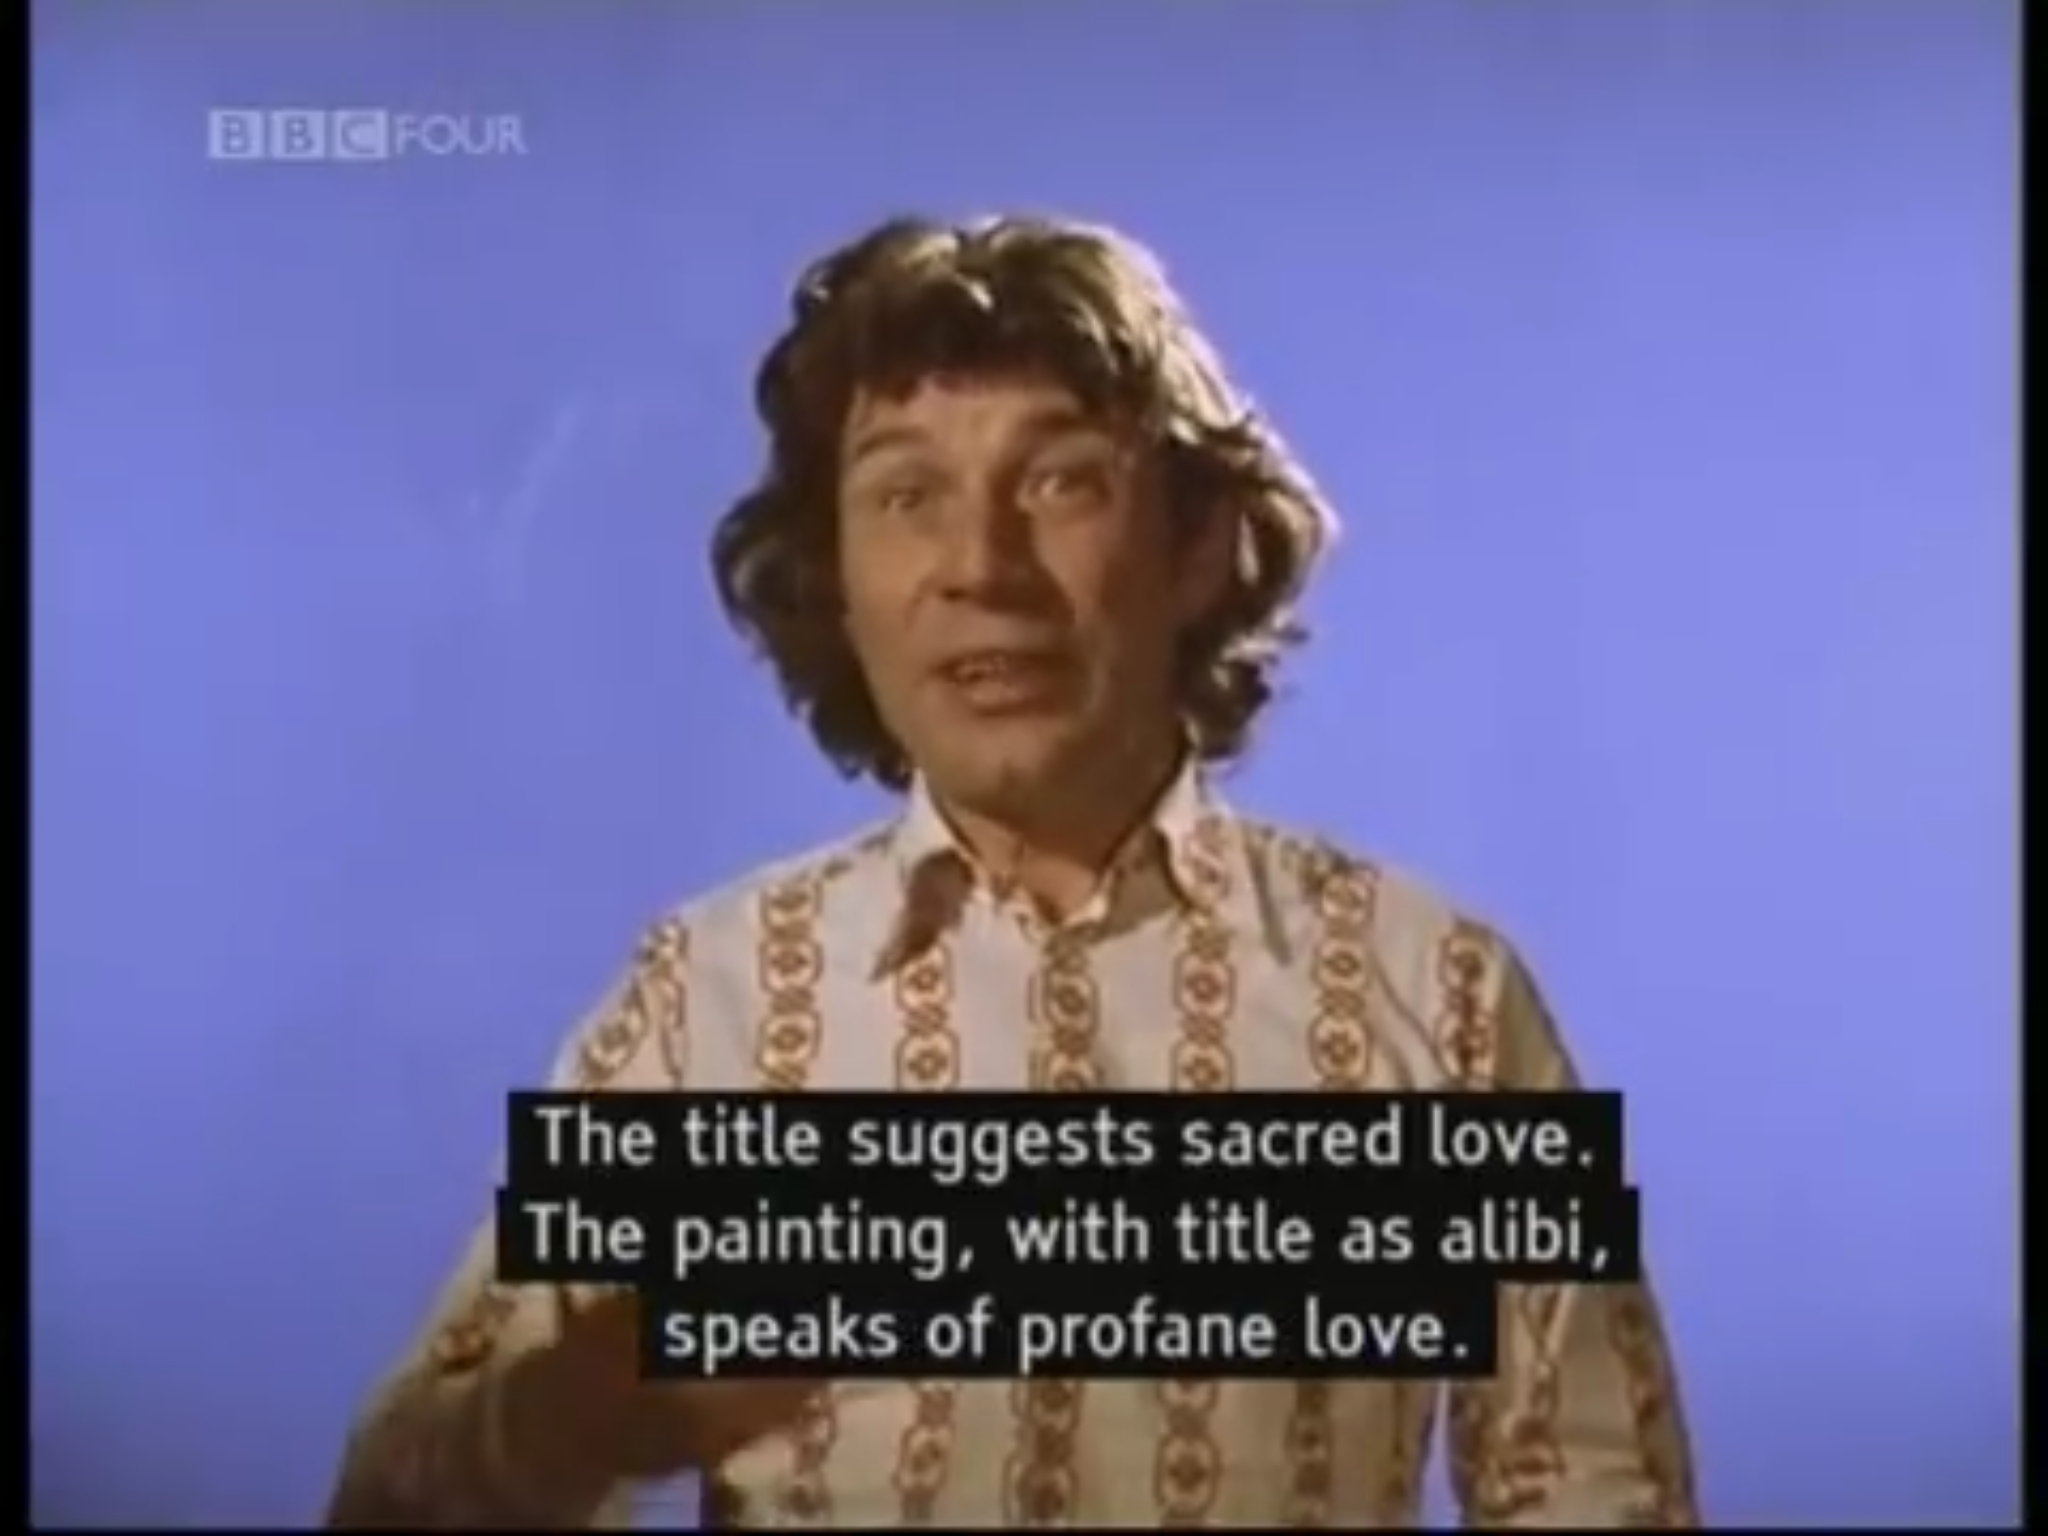 BBC FOUR
The title suggests sacred love.
The painting, with title as alibi,
speaks of profane love.